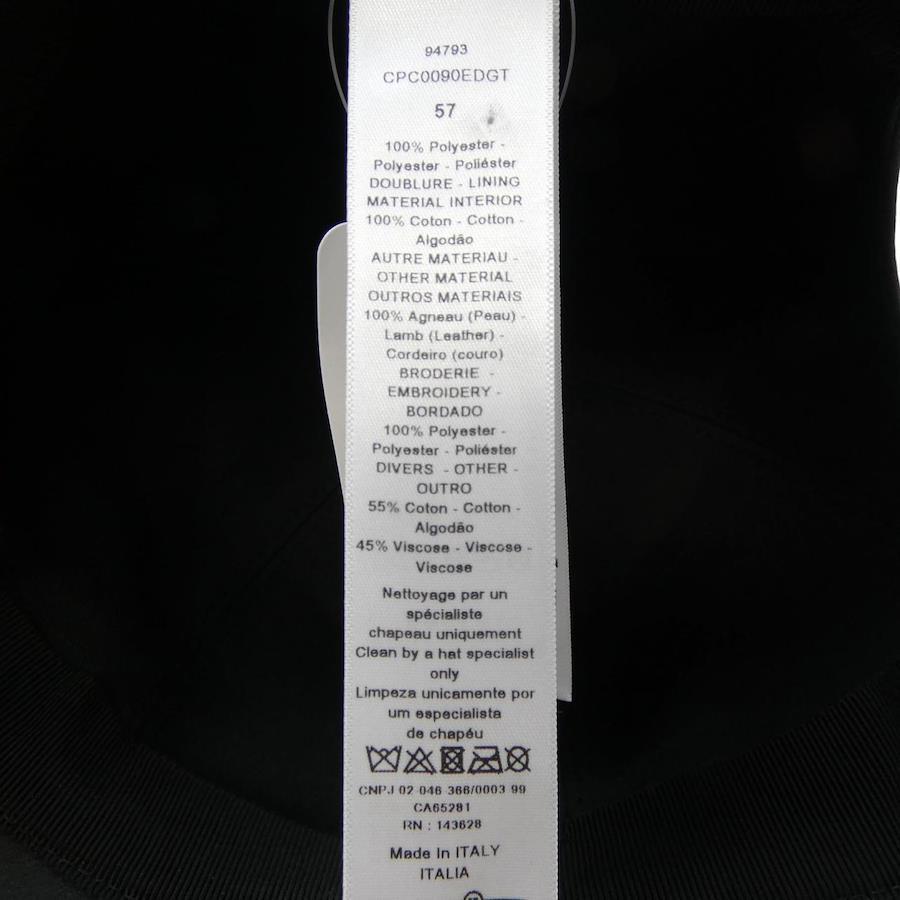 94793
CPC0090EDGT
57
100% Polyester -
Polyester - Poliéster
DOUBLURE - LINING
MATERIAL INTERIOR
100% Coton - Cotton -
Algodão
AUTRE MATERIAU -
OTHER MATERIAL
OUTROS MATERIAIS
100% Agneau (Peau) -
Lamb (Leather) -
Cordeiro (couro)
BRODERIE -
EMBROIDERY -
BORDADO
100% Polyester -
Polyester - Poliéster
DIVERS - OTHER -
OUTRO
55% Coton - Cotton -
Algodão
45% Viscose - Viscose -
Viscose
Nettoyage par un
spécialiste
chapeau uniquement
Clean by a hat specialist
only
Limpeza unicamente por
um especialista
de chapéu
CNPJ 02 046 366/0003 99
CA65281
RN : 143628
Made In ITALY
ITALIA